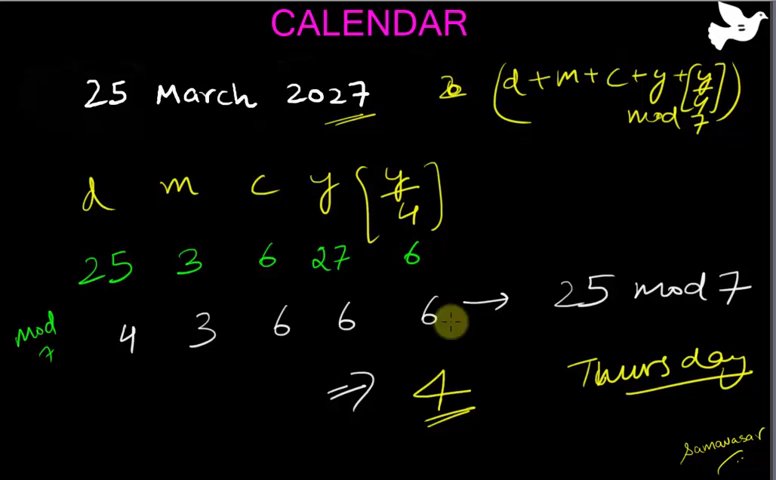 CALENDAR
25 March 2027 (d+m+c+y+[y/4]) mod 7
d m c y [y/4]
25 3 6 27 6
mod 7 4 3 6 6 6 → 25 mod 7
⇒ 4 Thursday
Samavasar